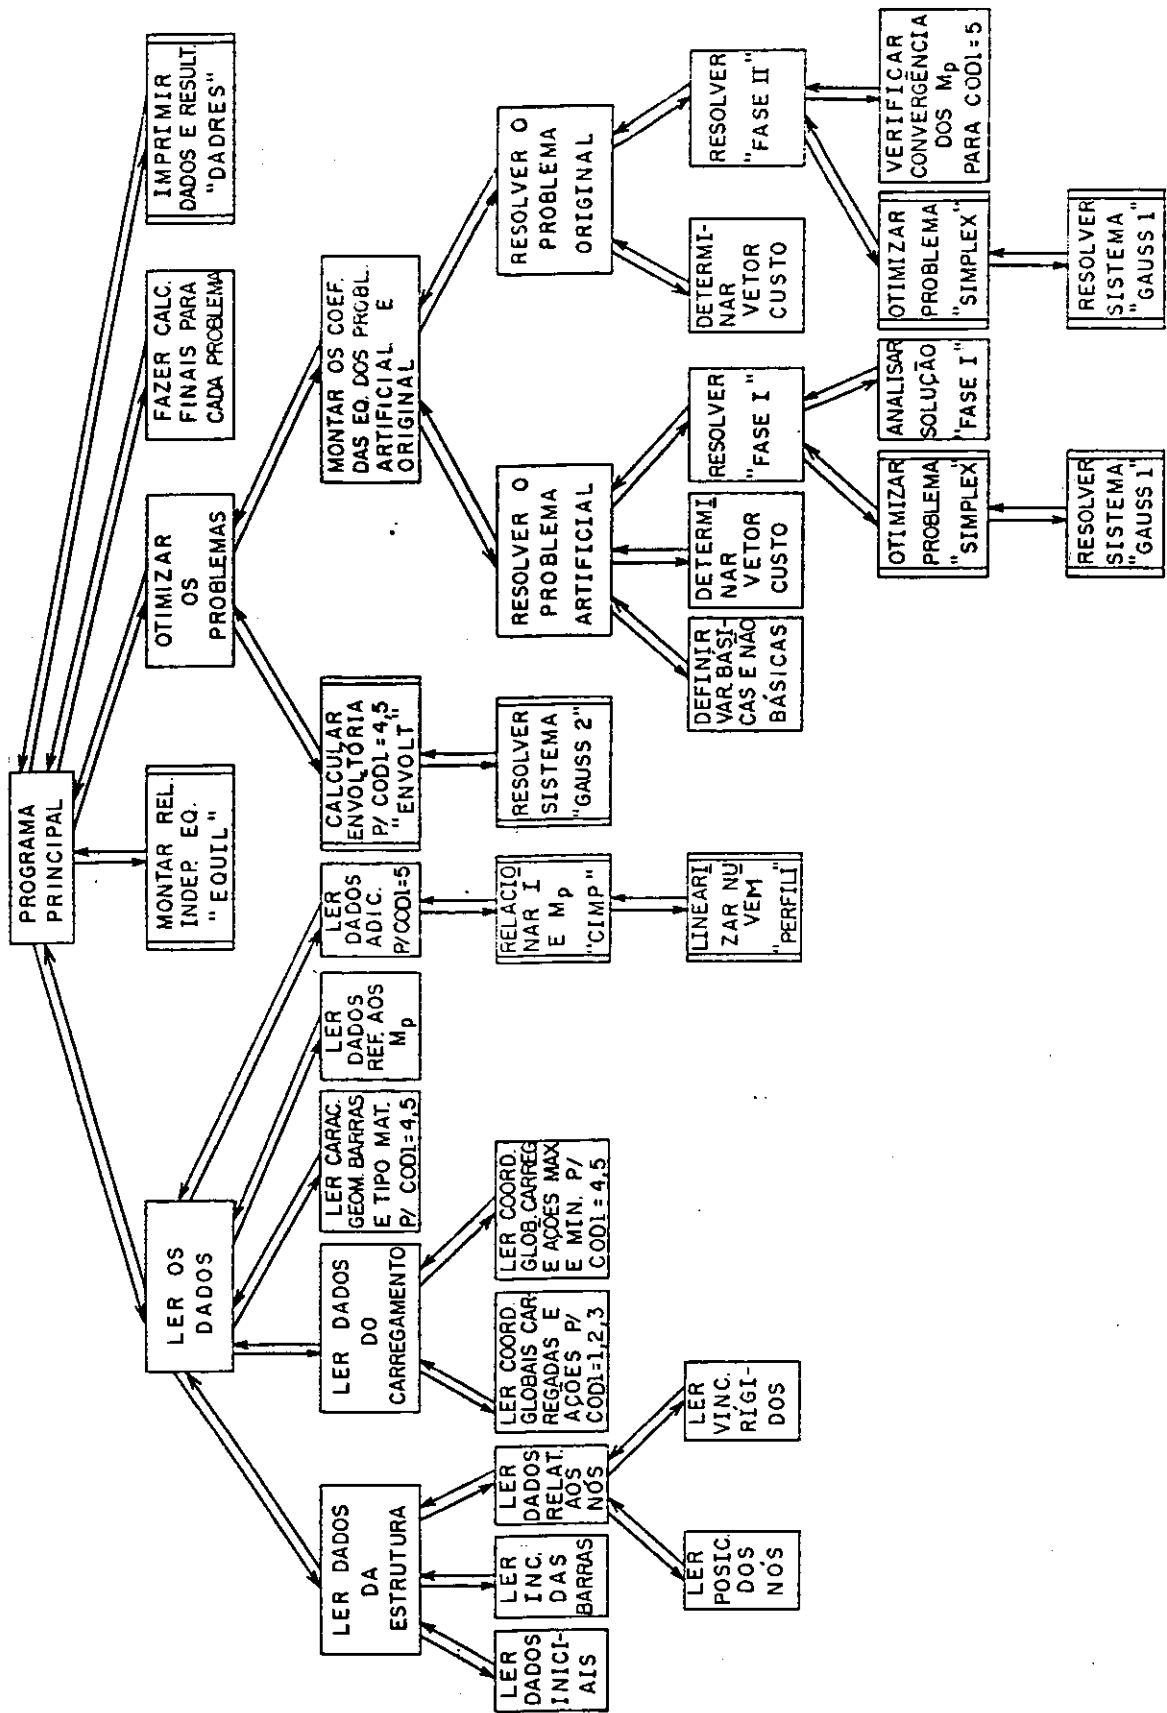 PROGRAMA
PRINCIPAL
LER OS
DADOS
MONTAR REL.
INDEP. EQ.
"EQUIL"
OTIMIZAR
OS
PROBLEMAS
FAZER CALC.
FINAIS PARA
CADA PROBLEMA
IMPRIMIR
DADOS E RESULT.
"DADRES"
LER DADOS
DA
ESTRUTURA
LER DADOS
DO
CARREGAMENTO
LER CARAC.
GEOM. BARRAS
E TIPO MAT.
P/ COD1=4,5
LER
DADOS
REF. AOS
Mp
LER
DADOS
ADIC.
P/COD1=5
CALCULAR
ENVOLTÓRIA
P/ COD1=4,5
"ENVOLT"
MONTAR OS COEF.
DAS EQ. DOS PROBL.
ARTIFICIAL E
ORIGINAL
LER
DADOS
INICI-
AIS
LER
INC.
DAS
BARRAS
LER
DADOS
RELAT.
AOS
NÓS
LER COORD.
GLOBAIS CAR-
REGADAS E
AÇÕES P/
COD1=1,2,3
LER COORD.
GLOB. CARREG
E AÇÕES MAX
E MIN. P/
COD1=4,5
RELACIO
NAR I
E Mp
"CIMP"
RESOLVER
SISTEMA
"GAUSS 2"
RESOLVER O
PROBLEMA
ARTIFICIAL
RESOLVER O
PROBLEMA
ORIGINAL
LER
POSIC.
DOS
NÓS
LER
VINC.
RÍGI-
DOS
LINEARI
ZAR NU
VEM
"PERFILI"
DEFINIR
VAR BÁSI-
CAS E NÃO
BÁSICAS
DETERMI
NAR
VETOR
CUSTO
RESOLVER
"FASE I"
DETERMI-
NAR
VETOR
CUSTO
RESOLVER
"FASE II"
OTIMIZAR
PROBLEMA
"SIMPLEX"
ANALISAR
SOLUÇÃO
"FASE I"
OTIMIZAR
PROBLEMA
"SIMPLEX"
VERIFICAR
CONVERGÊNCIA
DOS Mp
PARA COD1=5
RESOLVER
SISTEMA
"GAUSS 1"
RESOLVER
SISTEMA
"GAUSS 1"